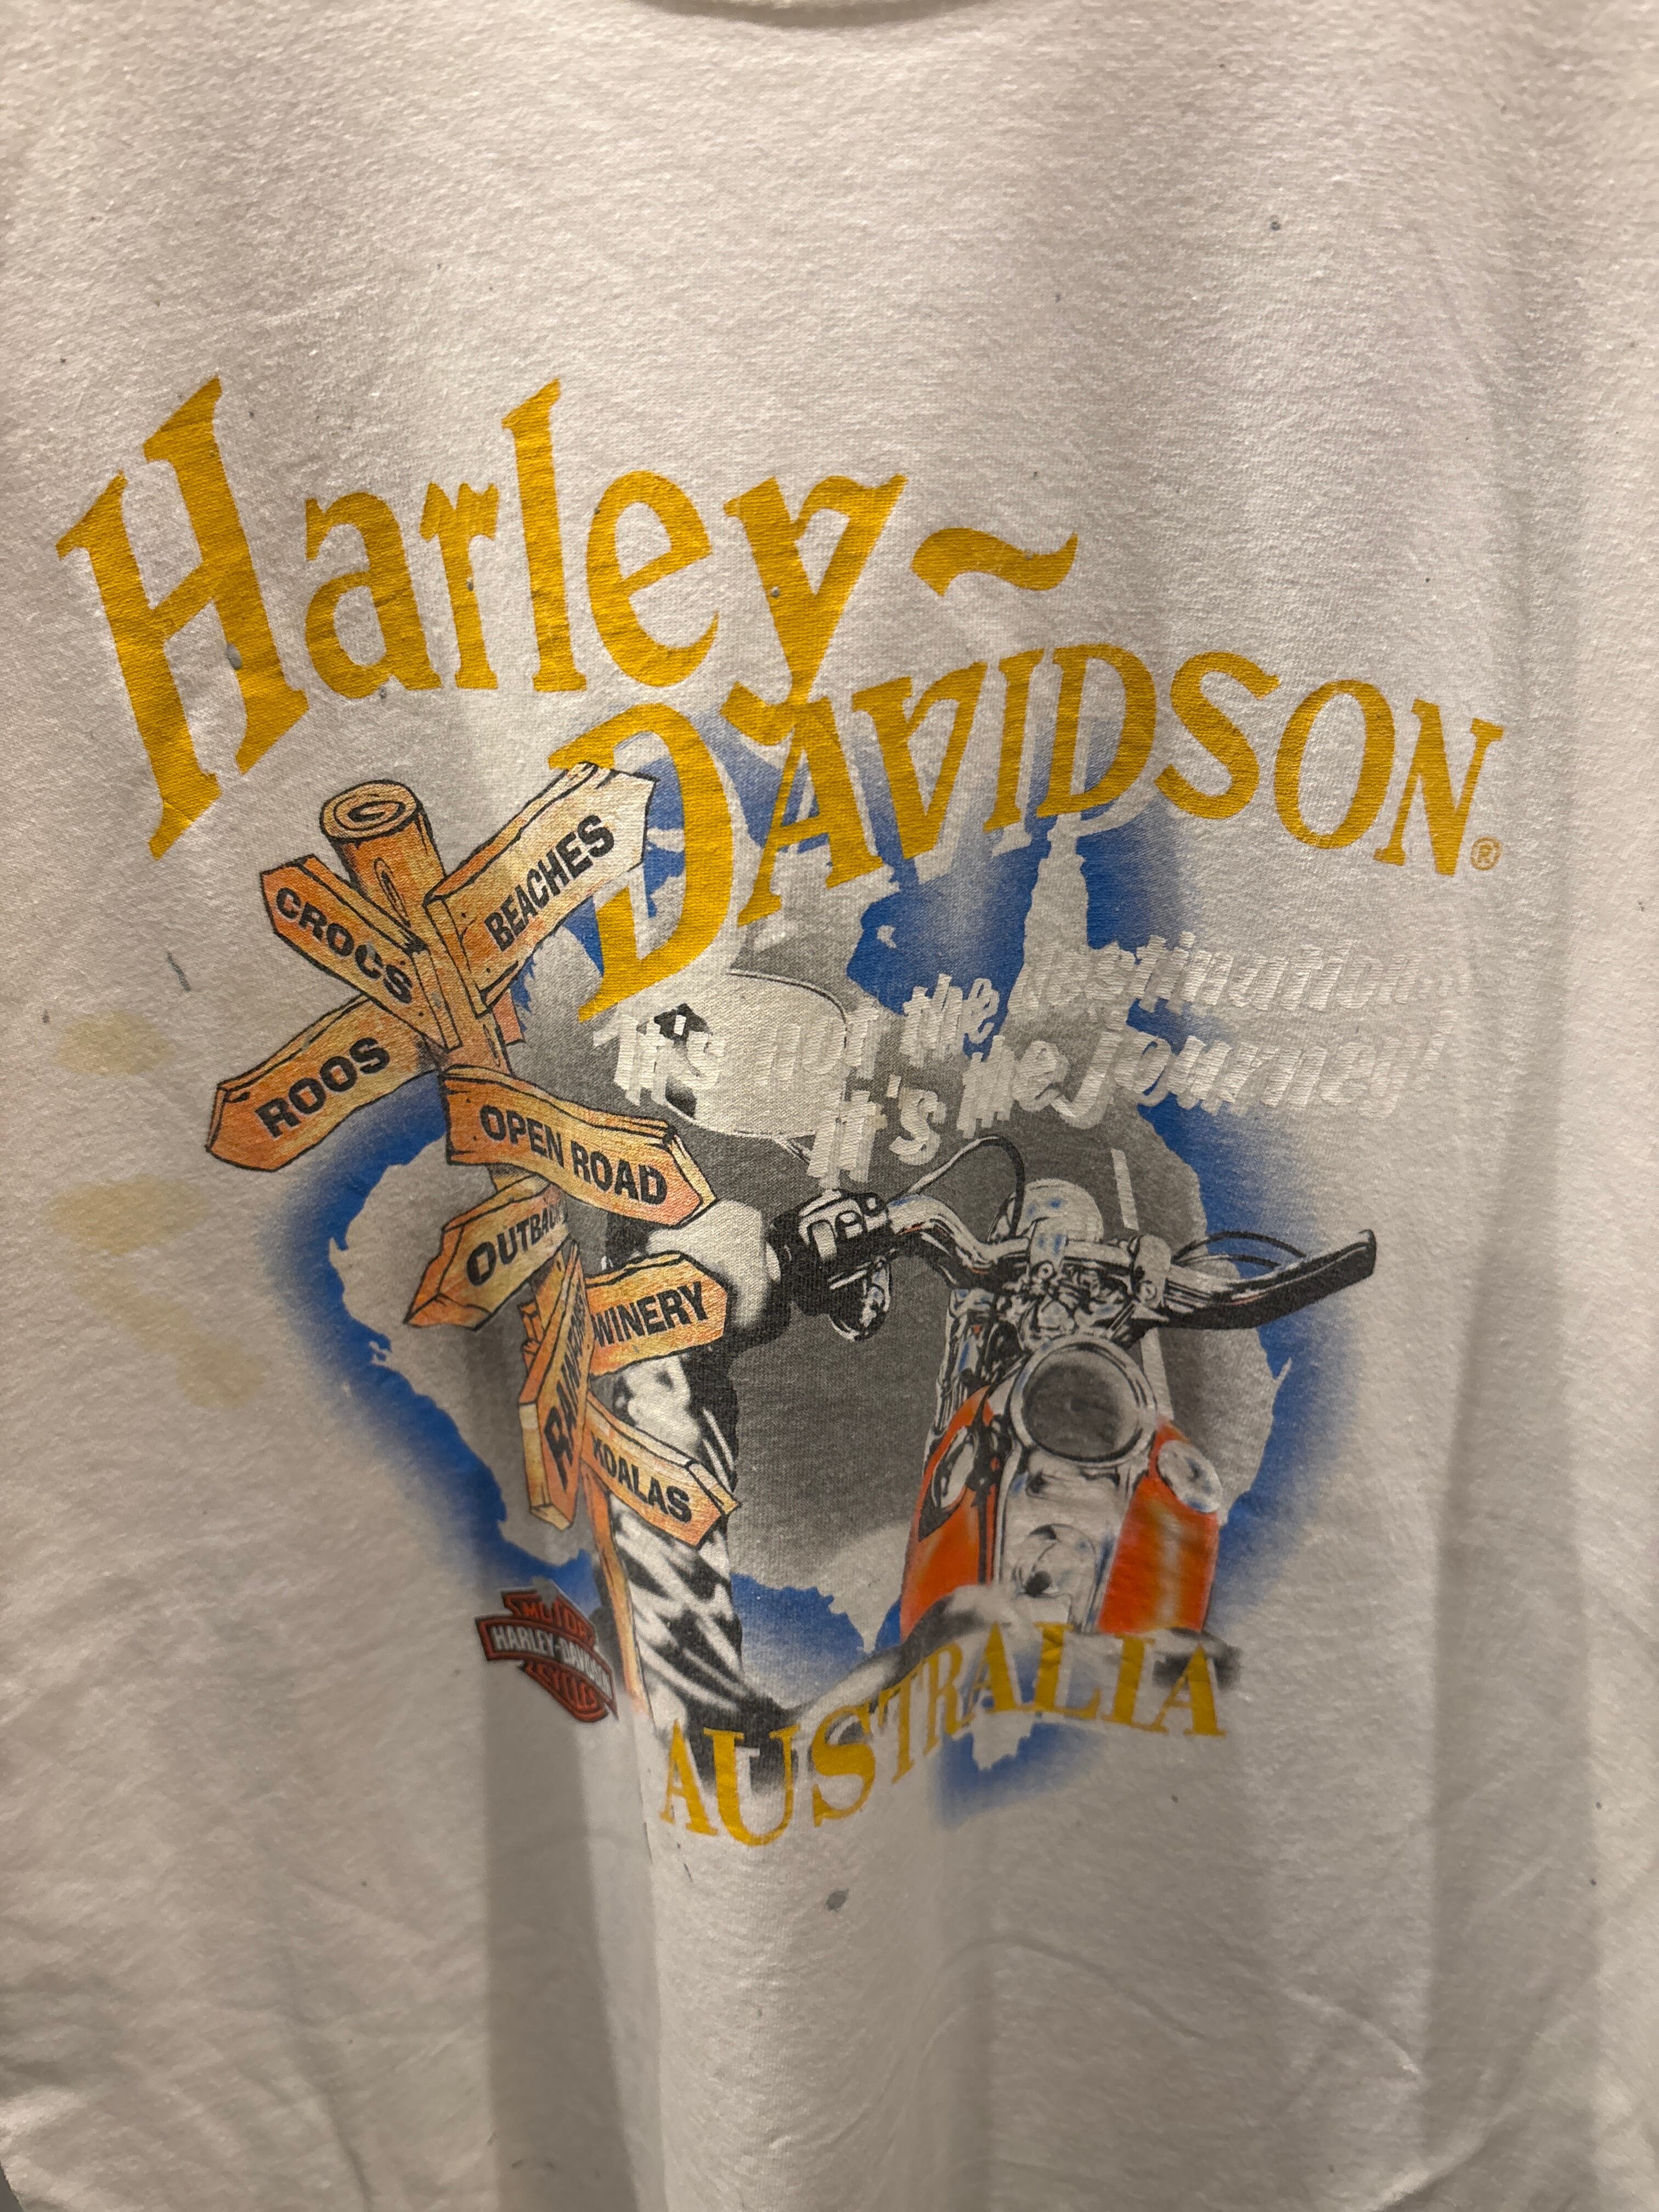 Harley~
DAVIDSON®
BEACHES
CROCS
ROOS
It's not the destination...
it's the journey!
OPEN ROAD
WINERY
KOALAS
MOTOR
HARLEY-DAVIDSON
CYCLES
AUSTRALIA